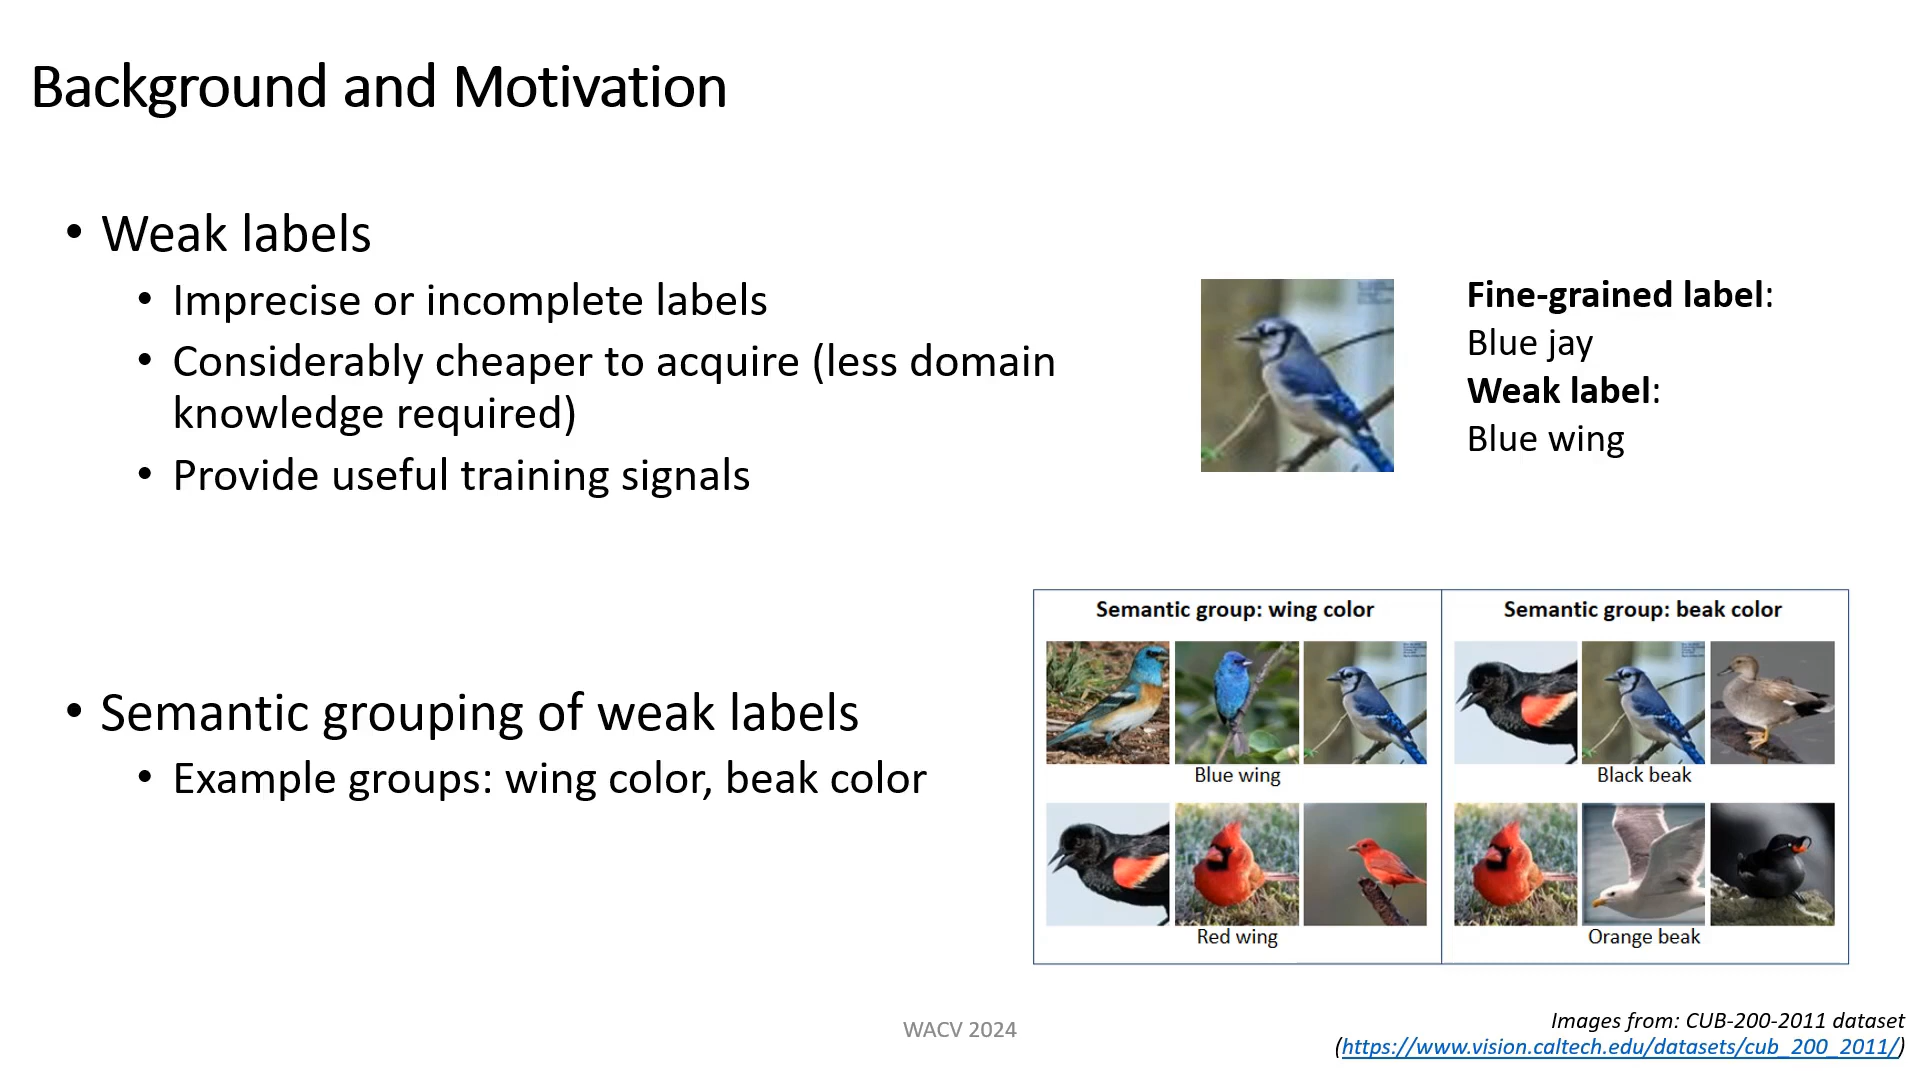 Background and Motivation
• Weak labels
• Imprecise or incomplete labels
• Considerably cheaper to acquire (less domain
knowledge required)
• Provide useful training signals
Fine-grained label:
Blue jay
Weak label:
Blue wing
• Semantic grouping of weak labels
• Example groups: wing color, beak color
Semantic group: wing color
Blue wing
Red wing
Semantic group: beak color
Black beak
Orange beak
WACV 2024
Images from: CUB-200-2011 dataset
(https://www.vision.caltech.edu/datasets/cub_200_2011/)